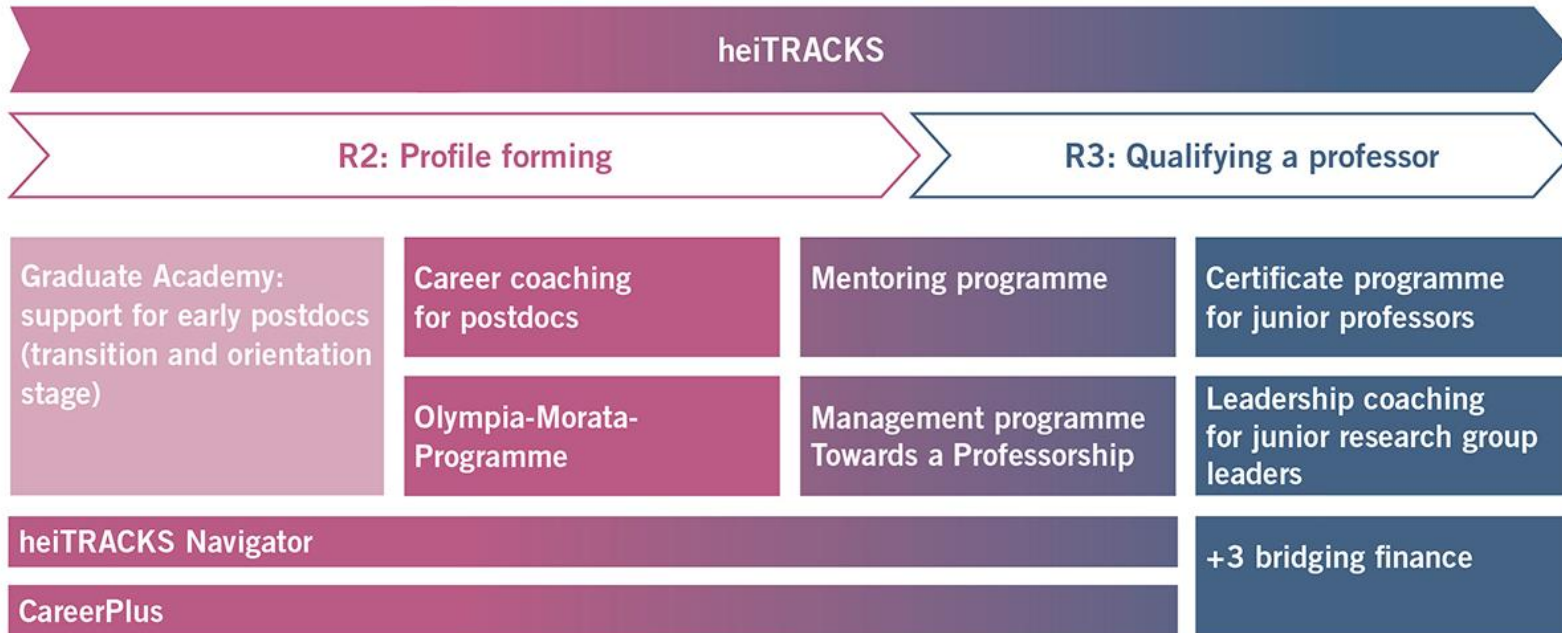 heiTRACKS
R2: Profile forming
R3: Qualifying a professor
Graduate Academy:
support for early postdocs
(transition and orientation
stage)
Career coaching
for postdocs
Mentoring programme
Certificate programme
for junior professors
Olympia-Morata-
Programme
Management programme
Towards a Professorship
Leadership coaching
for junior research group
leaders
heiTRACKS Navigator
+3 bridging finance
CareerPlus